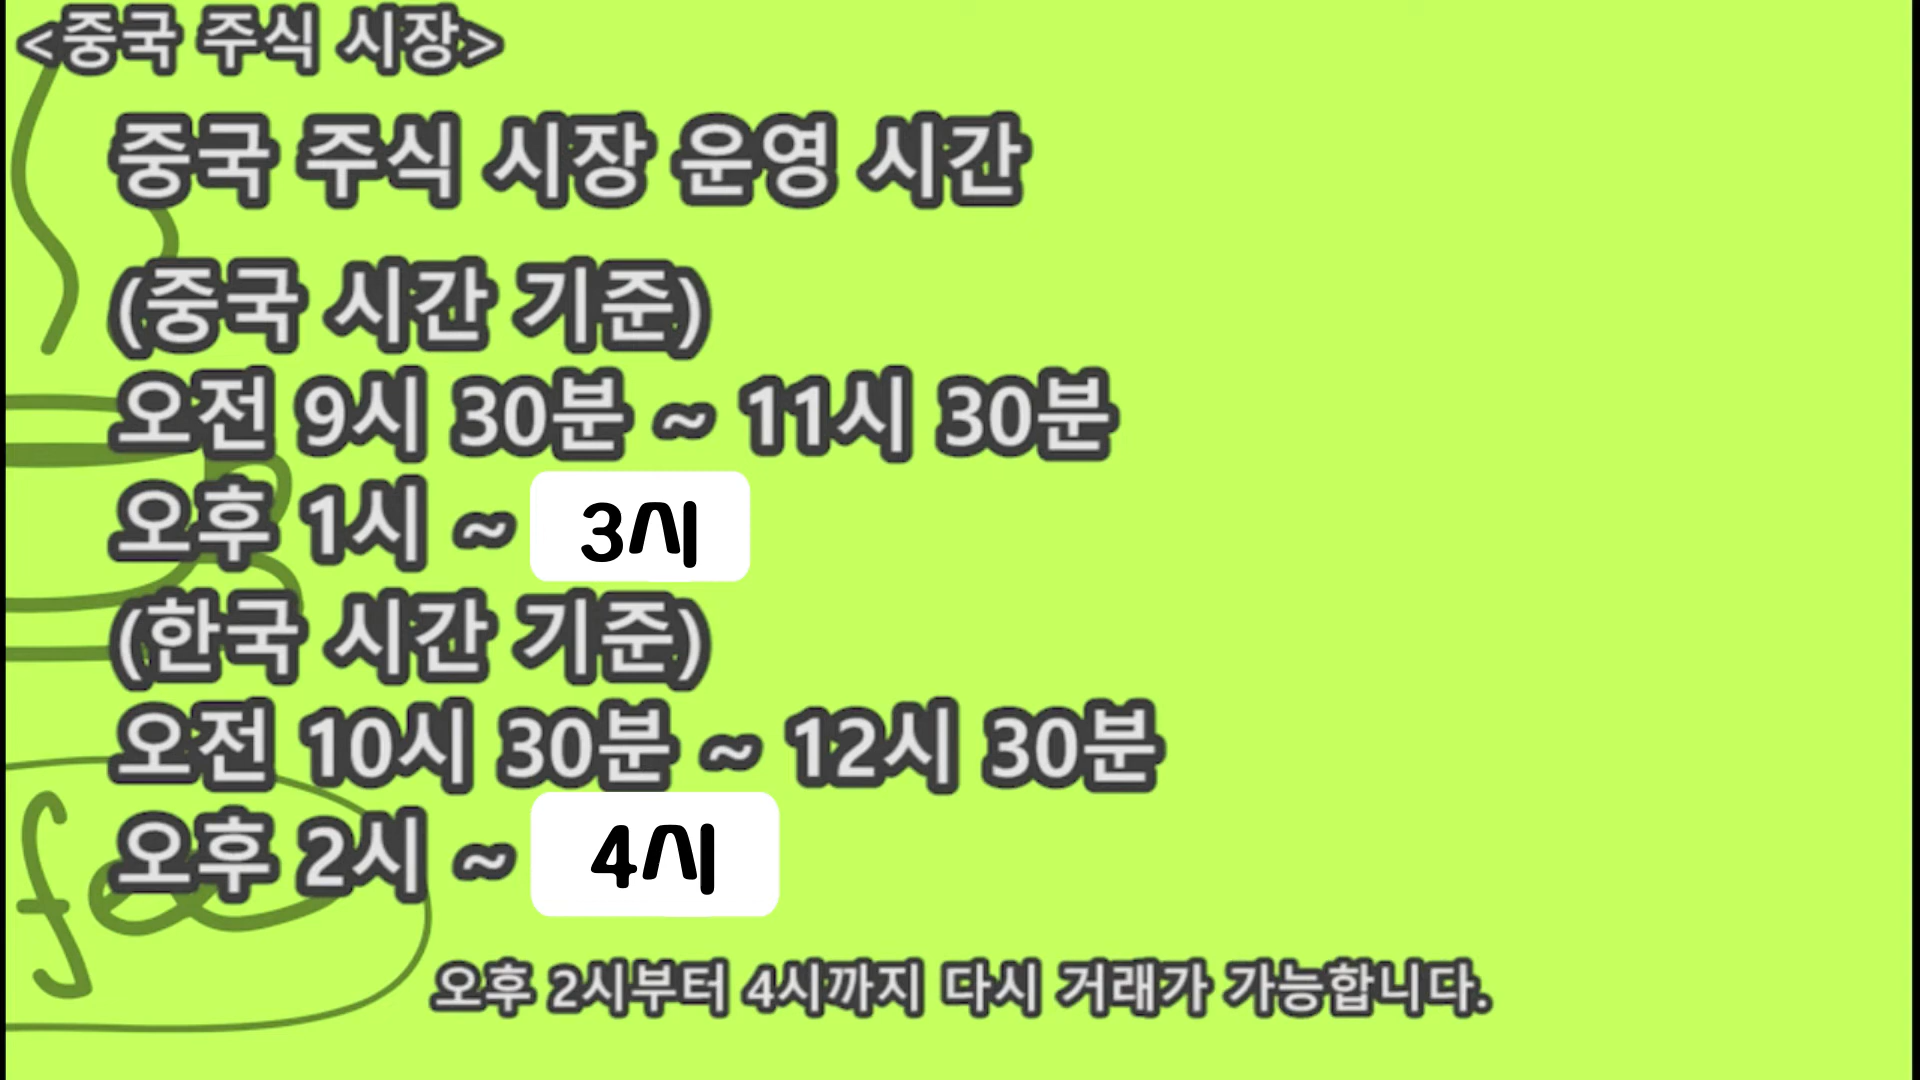 <중국 주식 시장>
중국 주식 시장 운영 시간
(중국 시간 기준)
오전 9시 30분 ~ 11시 30분
오후 1시 ~ 3시
(한국 시간 기준)
오전 10시 30분 ~ 12시 30분
오후 2시 ~ 4시
오후 2시부터 4시까지 다시 거래가 가능합니다.